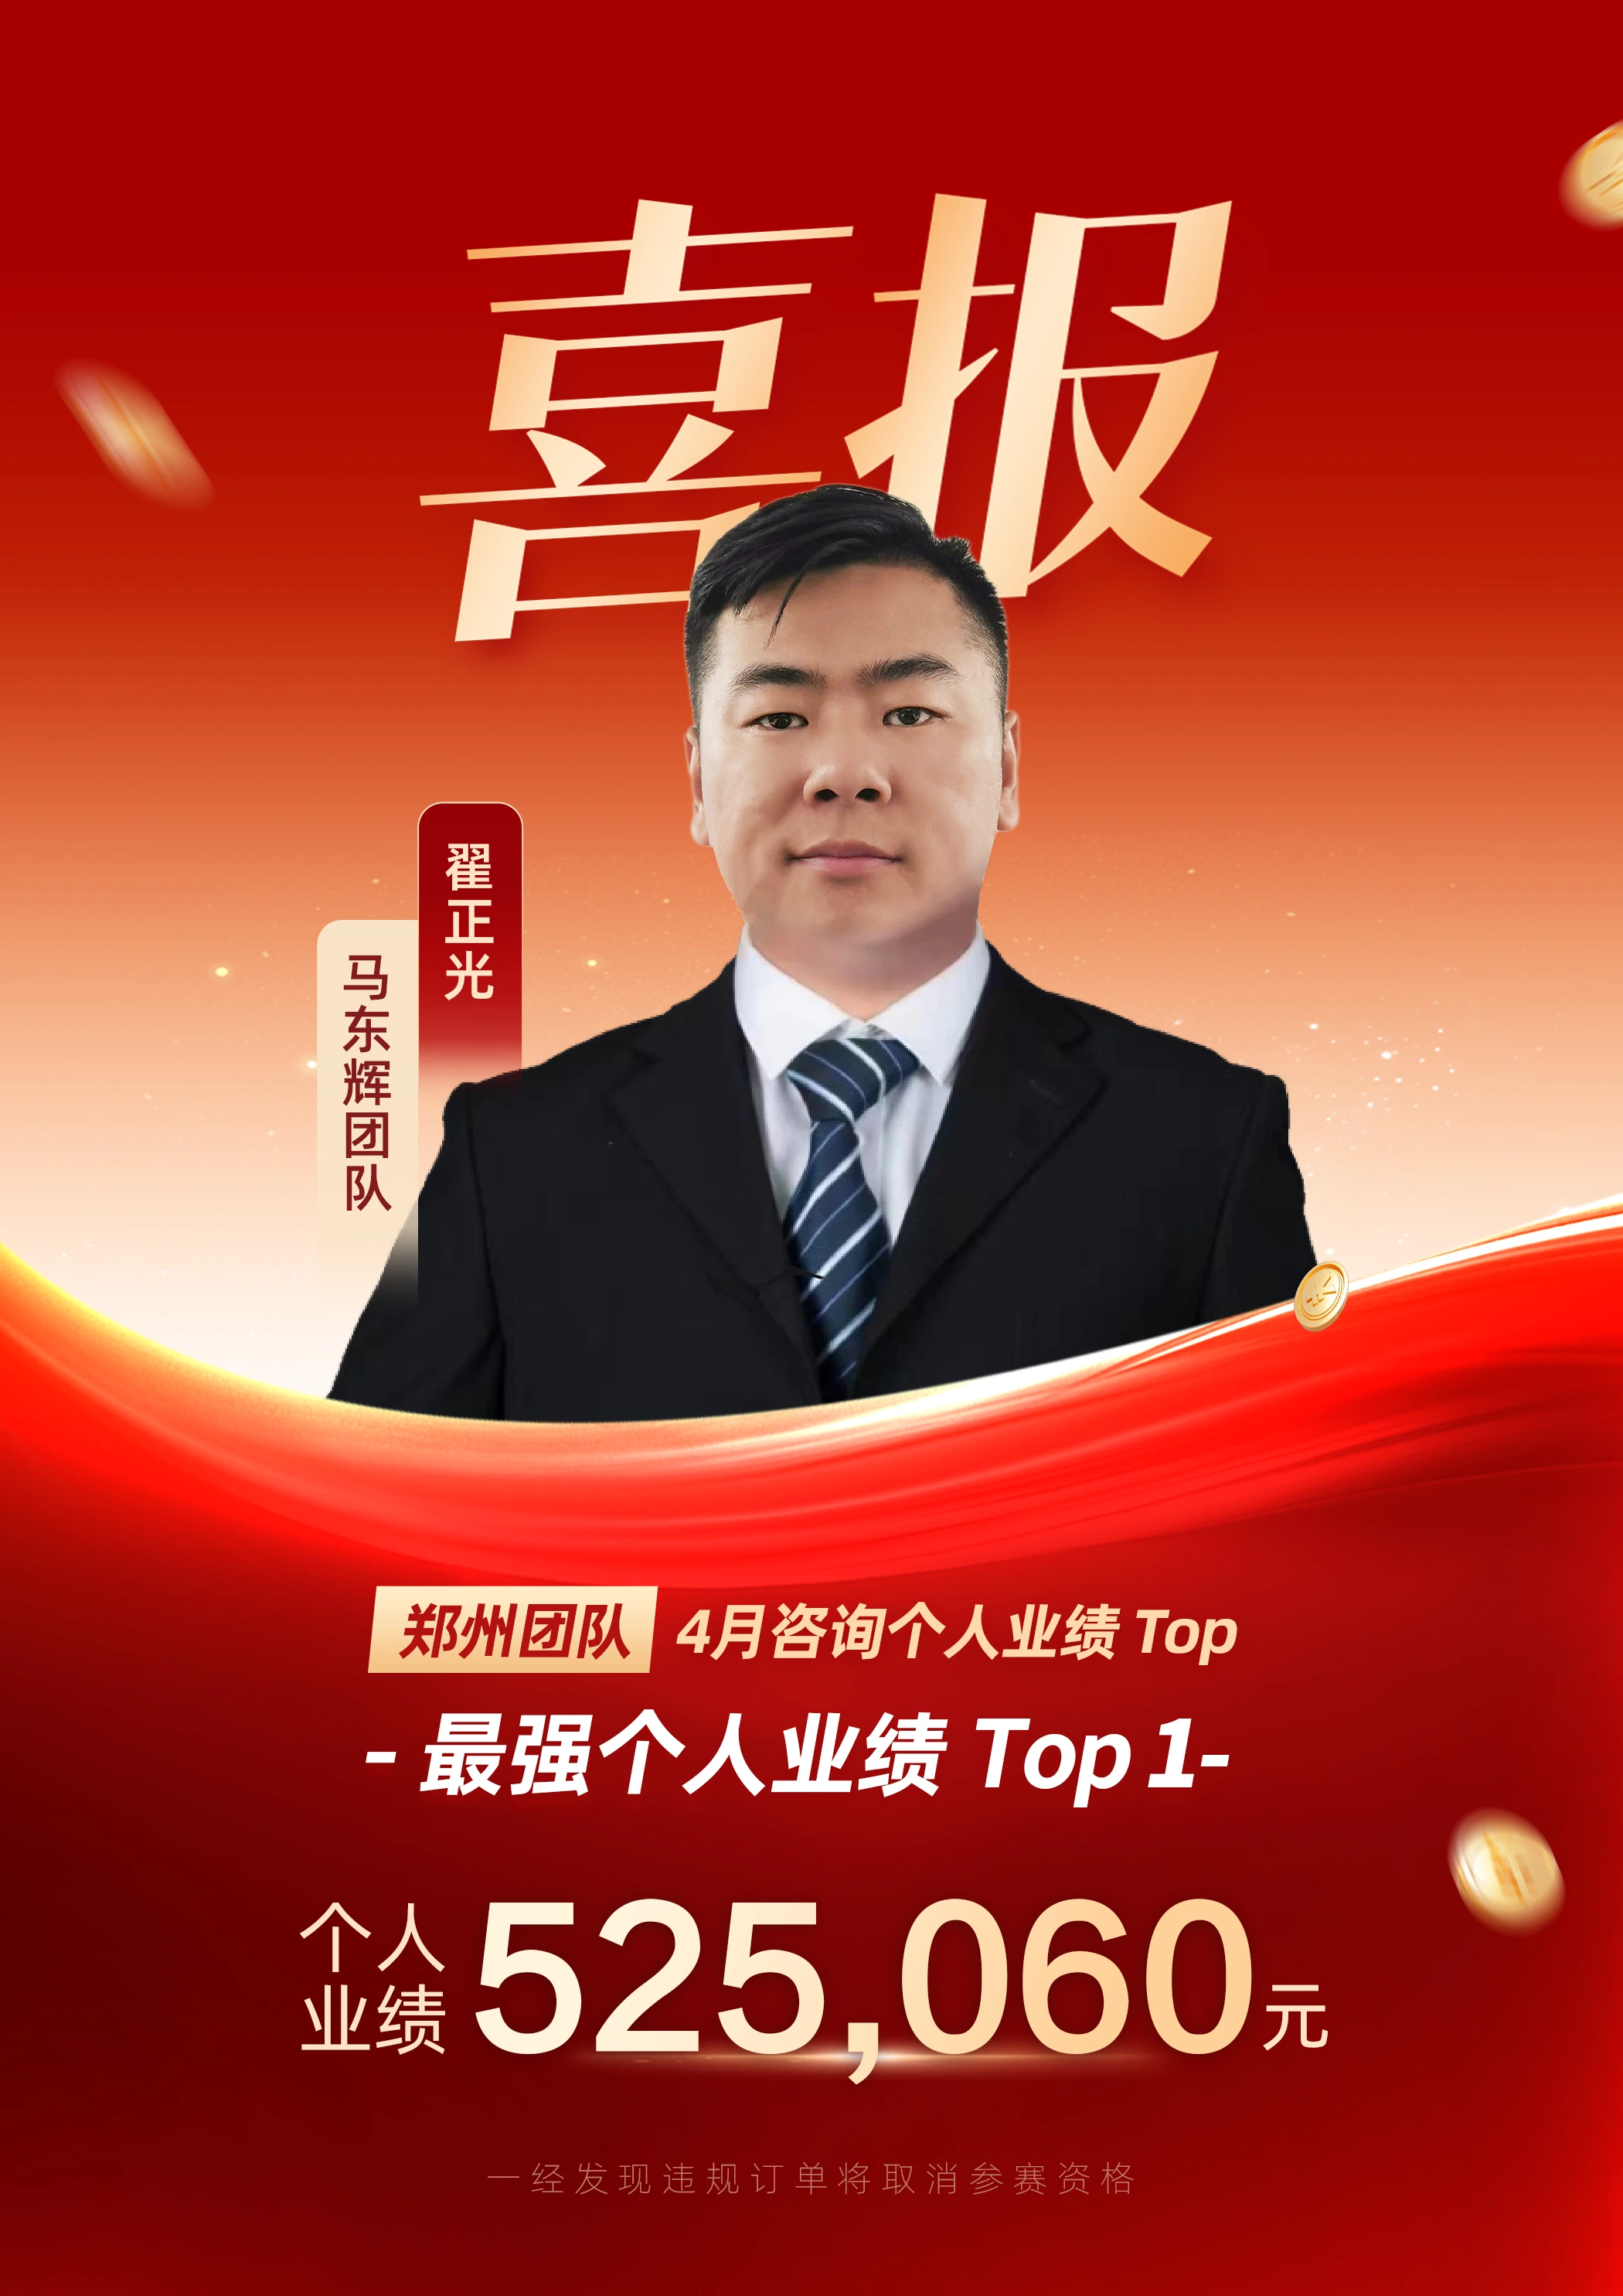 喜报
翟正光
马东辉团队
郑州团队 4月咨询个人业绩 Top
- 最强个人业绩 Top 1-
个人
业绩
525,060元
一经发现违规订单将取消参赛资格